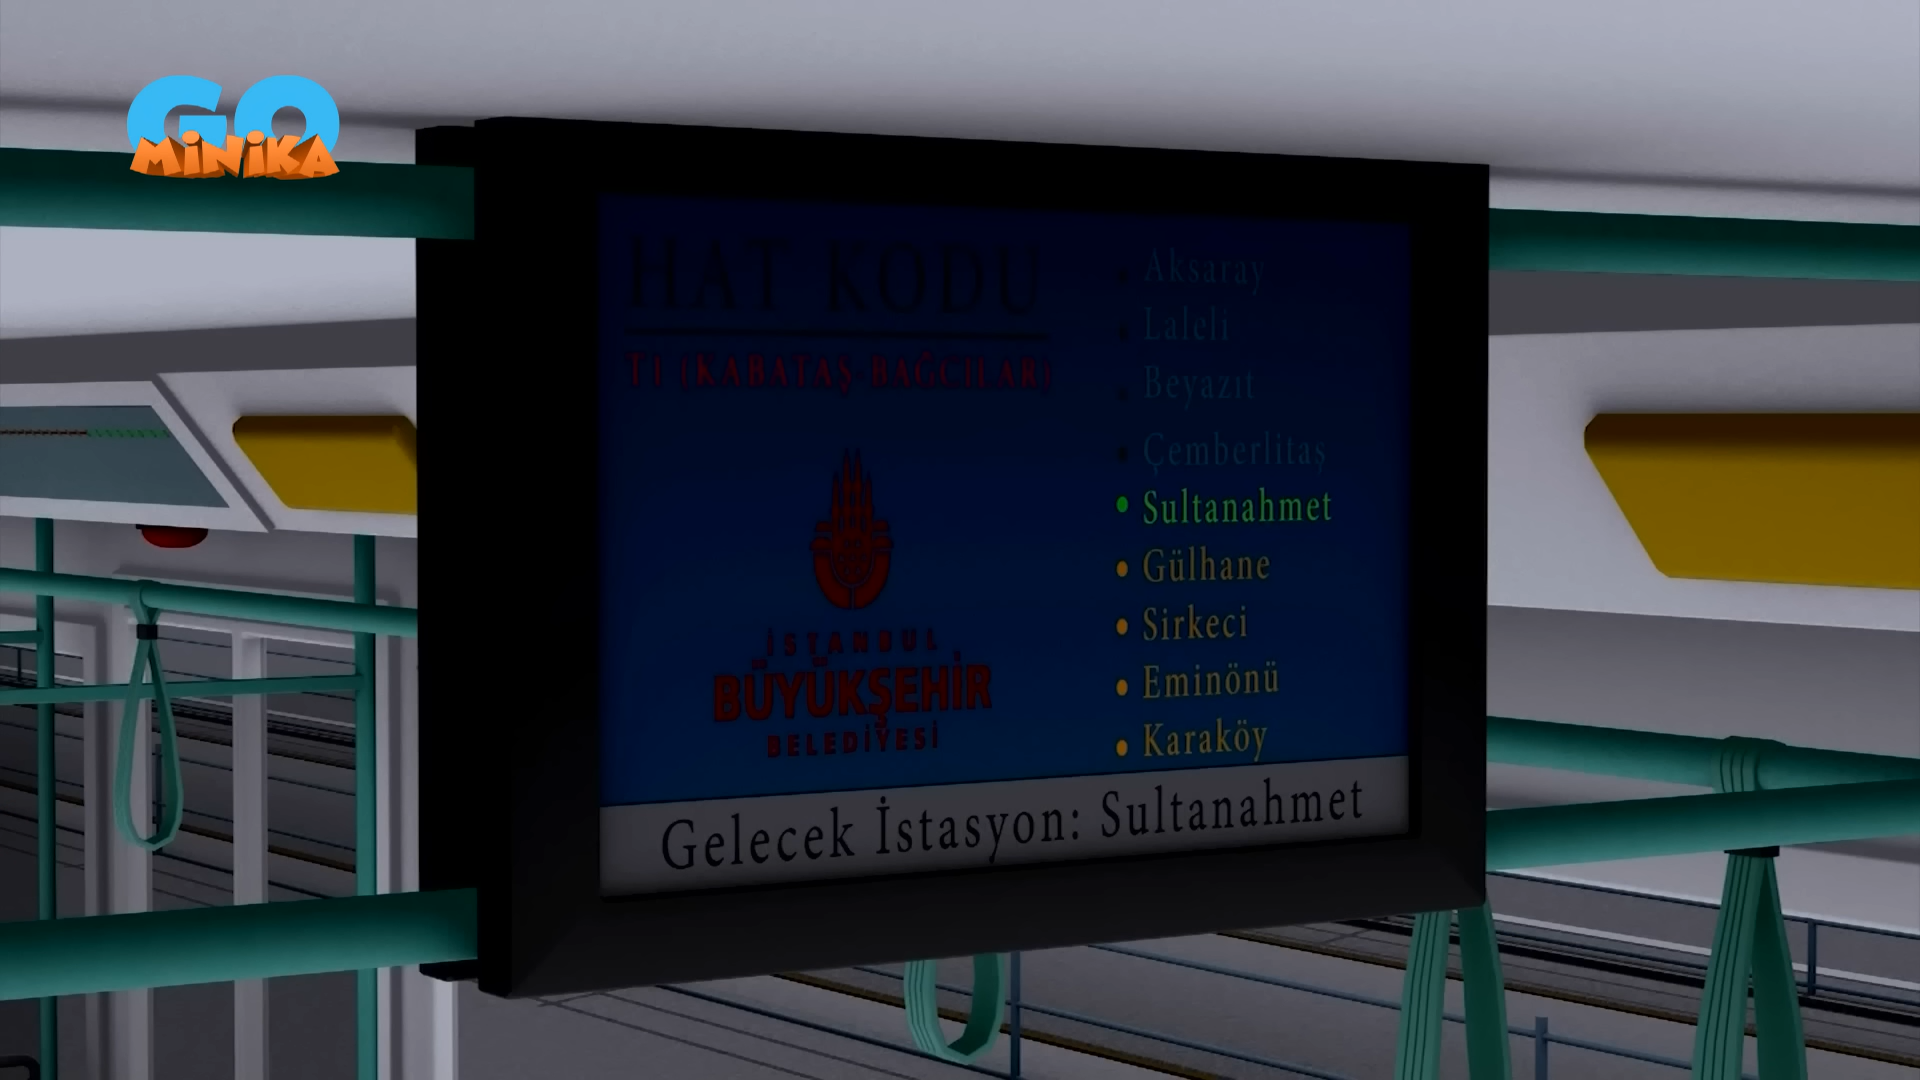 GO
MiNiKA
HAT KODU
T1 (KABATAŞ-BAĞCILAR)
İSTANBUL
BÜYÜKŞEHİR
BELEDİYESİ
Aksaray
Laleli
Beyazıt
Çemberlitaş
Sultanahmet
Gülhane
Sirkeci
Eminönü
Karaköy
Gelecek İstasyon: Sultanahmet